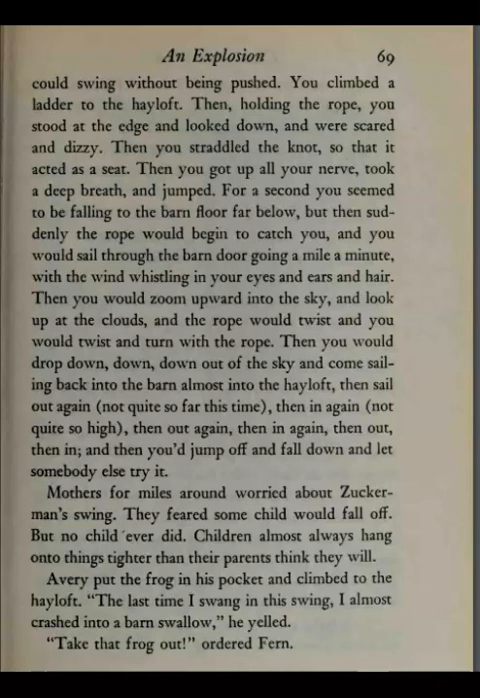 An Explosion 69
could swing without being pushed. You climbed a
ladder to the hayloft. Then, holding the rope, you
stood at the edge and looked down, and were scared
and dizzy. Then you straddled the knot, so that it
acted as a seat. Then you got up all your nerve, took
a deep breath, and jumped. For a second you seemed
to be falling to the barn floor far below, but then sud-
denly the rope would begin to catch you, and you
would sail through the barn door going a mile a minute,
with the wind whistling in your eyes and ears and hair.
Then you would zoom upward into the sky, and look
up at the clouds, and the rope would twist and you
would twist and turn with the rope. Then you would
drop down, down, down out of the sky and come sail-
ing back into the barn almost into the hayloft, then sail
out again (not quite so far this time), then in again (not
quite so high), then out again, then in again, then out,
then in; and then you'd jump off and fall down and let
somebody else try it.
Mothers for miles around worried about Zucker-
man's swing. They feared some child would fall off.
But no child ever did. Children almost always hang
onto things tighter than their parents think they will.
Avery put the frog in his pocket and climbed to the
hayloft. "The last time I swang in this swing, I almost
crashed into a barn swallow," he yelled.
"Take that frog out!" ordered Fern.